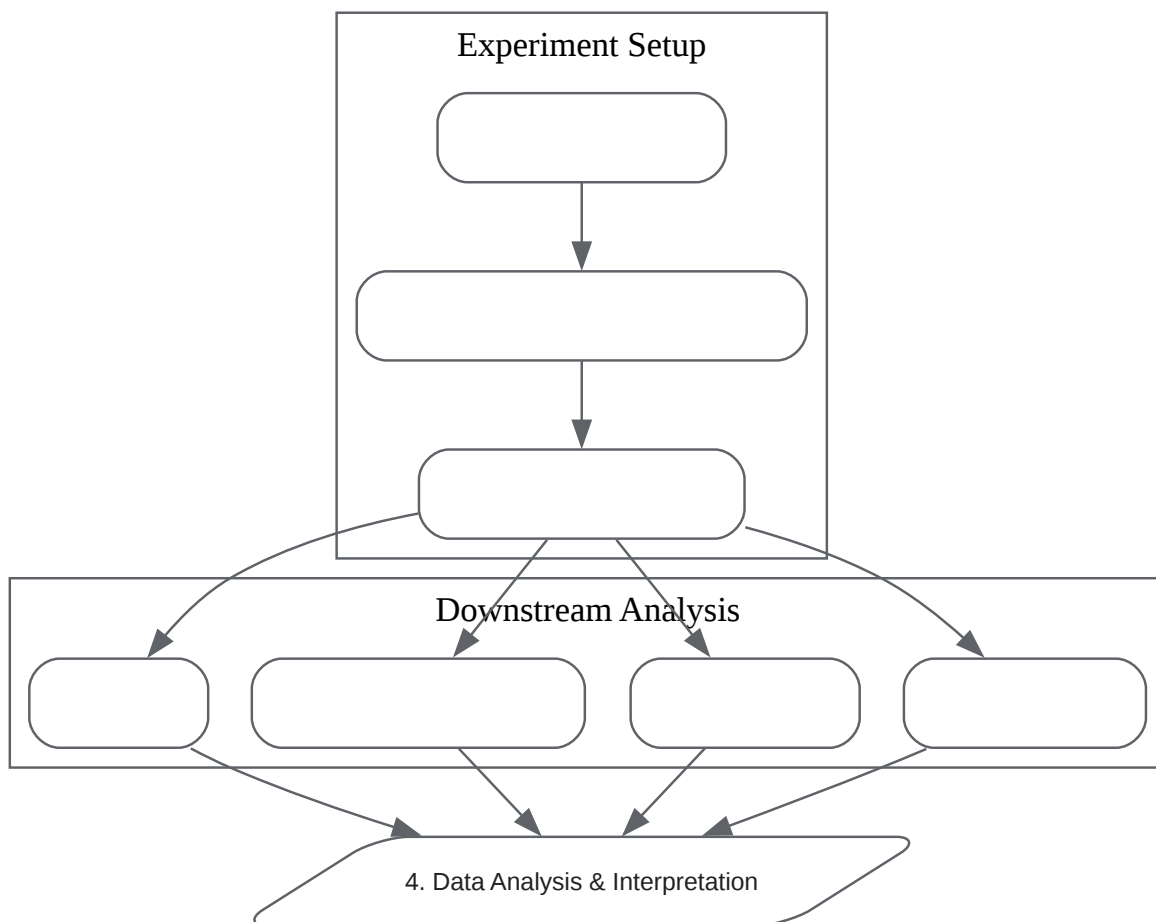 Experiment Setup
Downstream Analysis
4. Data Analysis & Interpretation